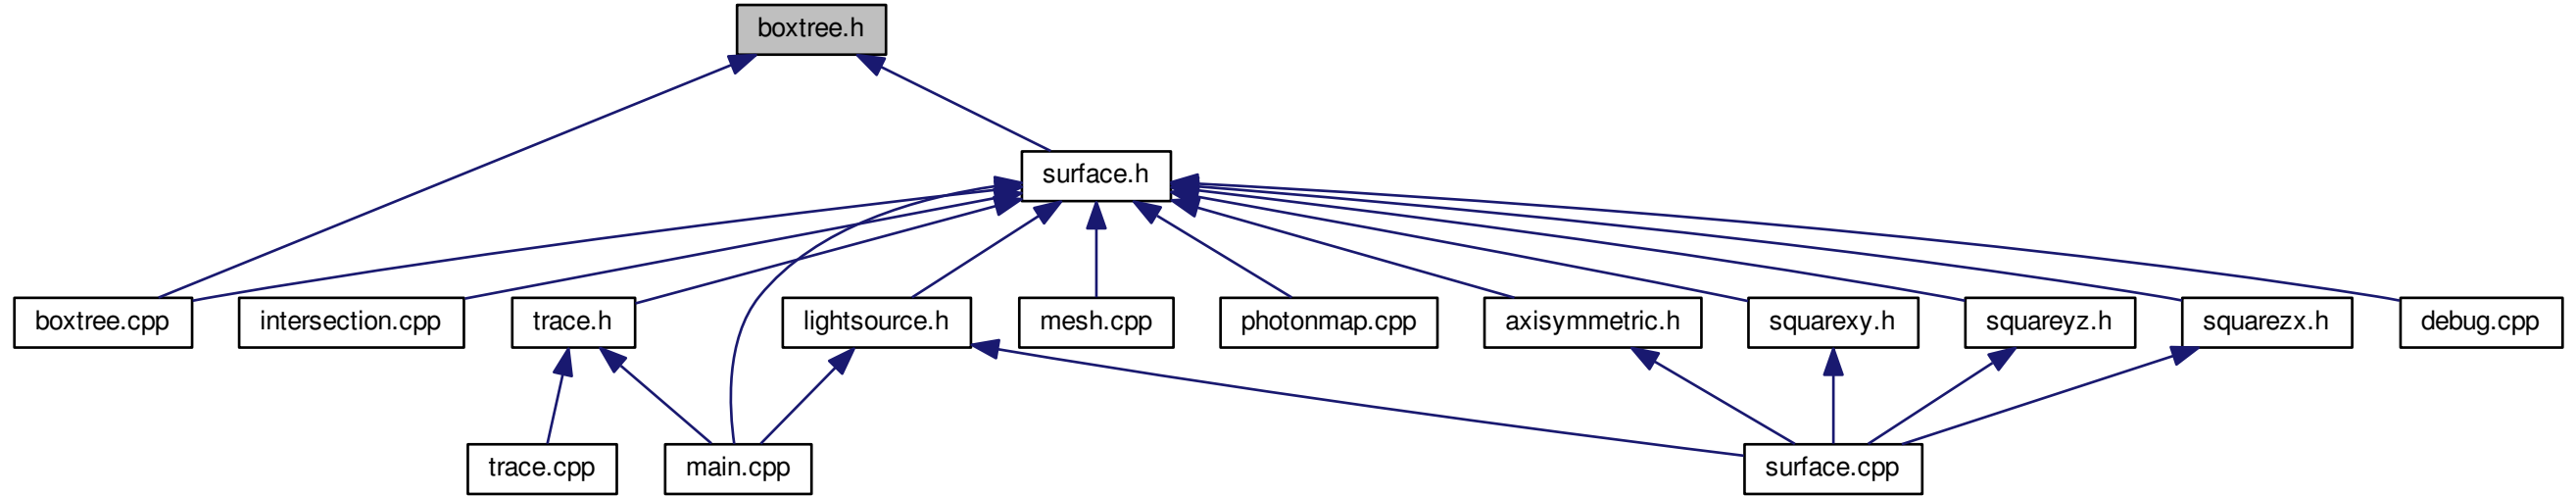 boxtree.h
surface.h
boxtree.cpp
intersection.cpp
trace.h
lightsource.h
mesh.cpp
photonmap.cpp
axisymmetric.h
squarexy.h
squareyz.h
squarezx.h
debug.cpp
trace.cpp
main.cpp
surface.cpp